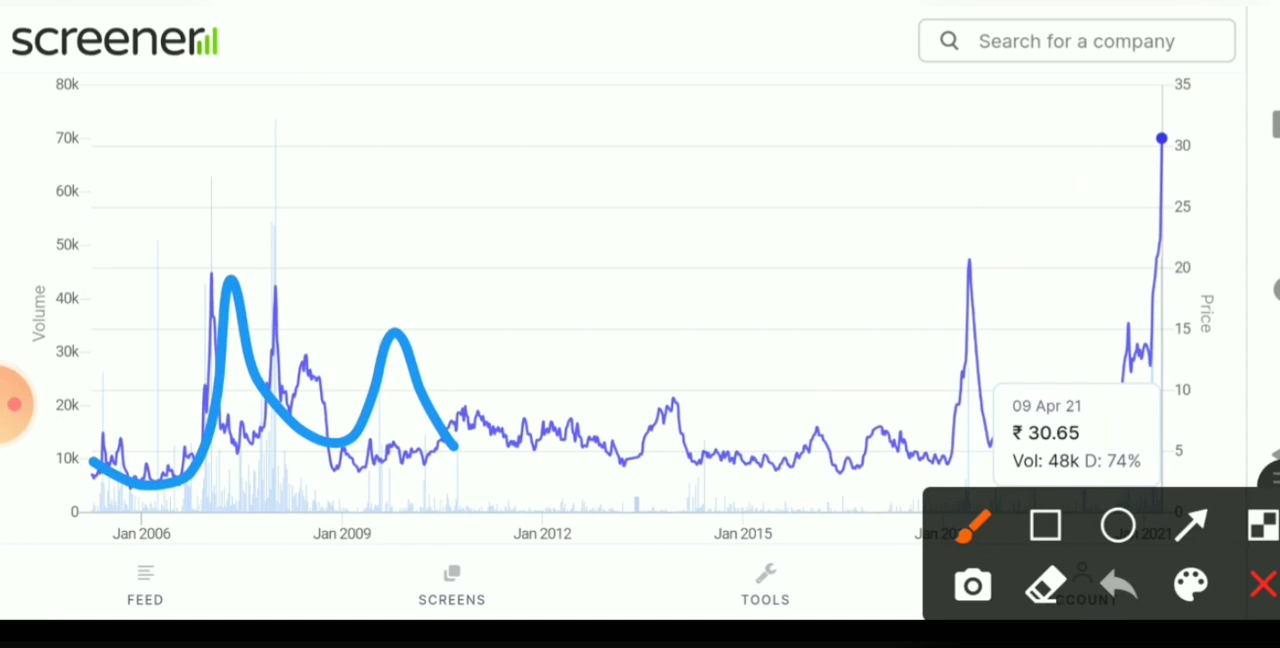 screener
Search for a company
80k
70k
60k
50k
40k
30k
20k
10k
0
Volume
35
30
25
20
15
10
5
0
Price
09 Apr 21
₹ 30.65
Vol: 48k D: 74%
Jan 2006
Jan 2009
Jan 2012
Jan 2015
FEED
SCREENS
TOOLS